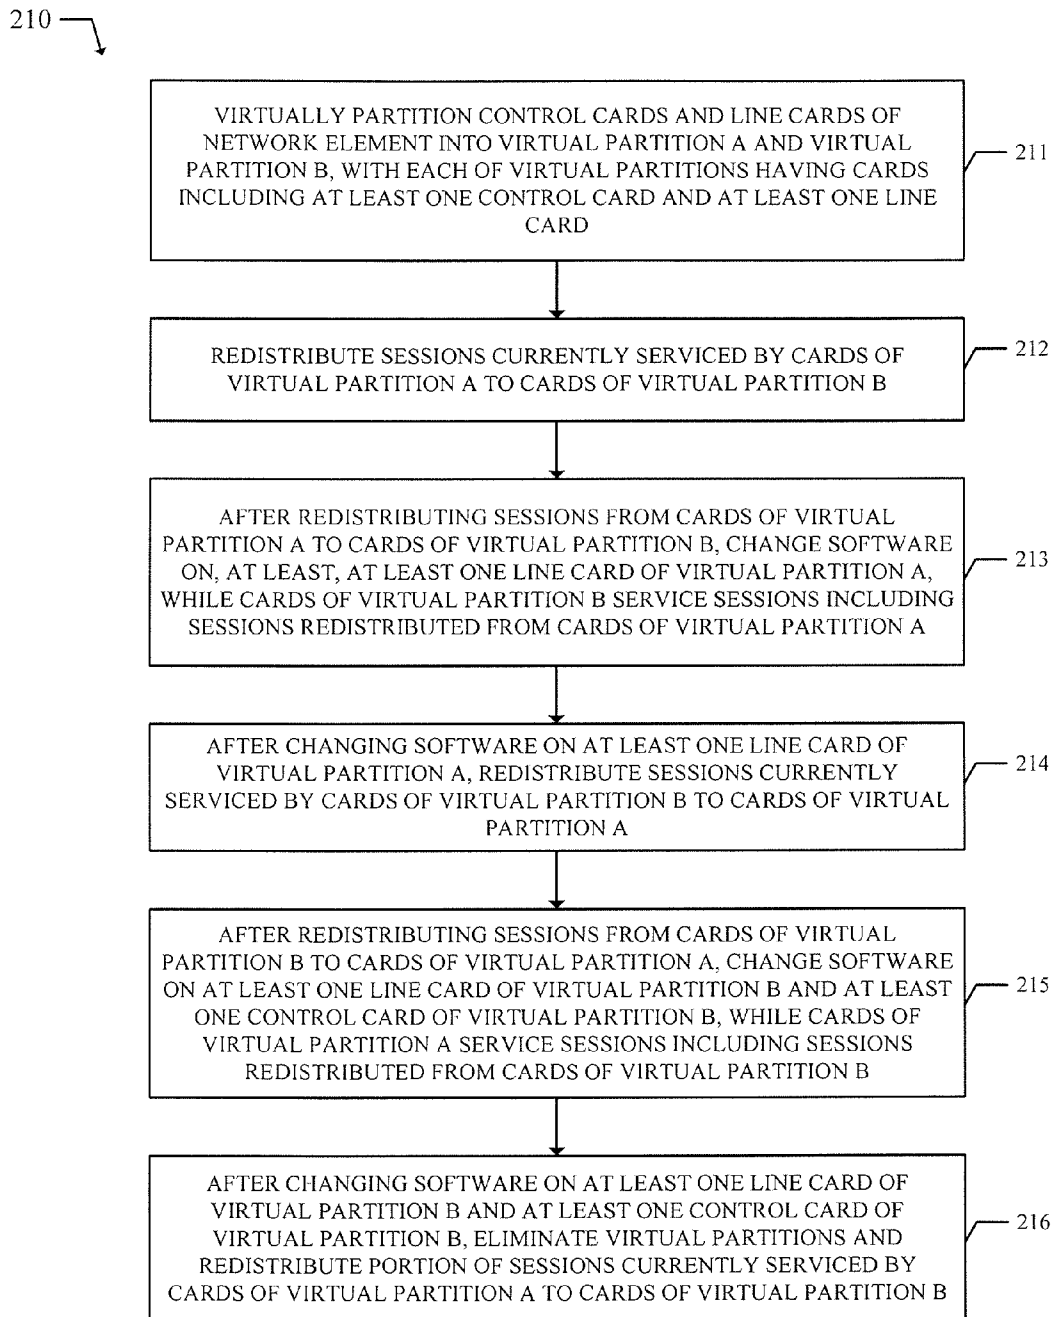 210
VIRTUALLY PARTITION CONTROL CARDS AND LINE CARDS OF
NETWORK ELEMENT INTO VIRTUAL PARTITION A AND VIRTUAL
PARTITION B, WITH EACH OF VIRTUAL PARTITIONS HAVING CARDS
INCLUDING AT LEAST ONE CONTROL CARD AND AT LEAST ONE LINE
CARD
211
REDISTRIBUTE SESSIONS CURRENTLY SERVICED BY CARDS OF
VIRTUAL PARTITION A TO CARDS OF VIRTUAL PARTITION B
212
AFTER REDISTRIBUTING SESSIONS FROM CARDS OF VIRTUAL
PARTITION A TO CARDS OF VIRTUAL PARTITION B, CHANGE SOFTWARE
ON, AT LEAST, AT LEAST ONE LINE CARD OF VIRTUAL PARTITION A,
WHILE CARDS OF VIRTUAL PARTITION B SERVICE SESSIONS INCLUDING
SESSIONS REDISTRIBUTED FROM CARDS OF VIRTUAL PARTITION A
213
AFTER CHANGING SOFTWARE ON AT LEAST ONE LINE CARD OF
VIRTUAL PARTITION A, REDISTRIBUTE SESSIONS CURRENTLY
SERVICED BY CARDS OF VIRTUAL PARTITION B TO CARDS OF VIRTUAL
PARTITION A
214
AFTER REDISTRIBUTING SESSIONS FROM CARDS OF VIRTUAL
PARTITION B TO CARDS OF VIRTUAL PARTITION A, CHANGE SOFTWARE
ON AT LEAST ONE LINE CARD OF VIRTUAL PARTITION B AND AT LEAST
ONE CONTROL CARD OF VIRTUAL PARTITION B, WHILE CARDS OF
VIRTUAL PARTITION A SERVICE SESSIONS INCLUDING SESSIONS
REDISTRIBUTED FROM CARDS OF VIRTUAL PARTITION B
215
AFTER CHANGING SOFTWARE ON AT LEAST ONE LINE CARD OF
VIRTUAL PARTITION B AND AT LEAST ONE CONTROL CARD OF
VIRTUAL PARTITION B, ELIMINATE VIRTUAL PARTITIONS AND
REDISTRIBUTE PORTION OF SESSIONS CURRENTLY SERVICED BY
CARDS OF VIRTUAL PARTITION A TO CARDS OF VIRTUAL PARTITION B
216